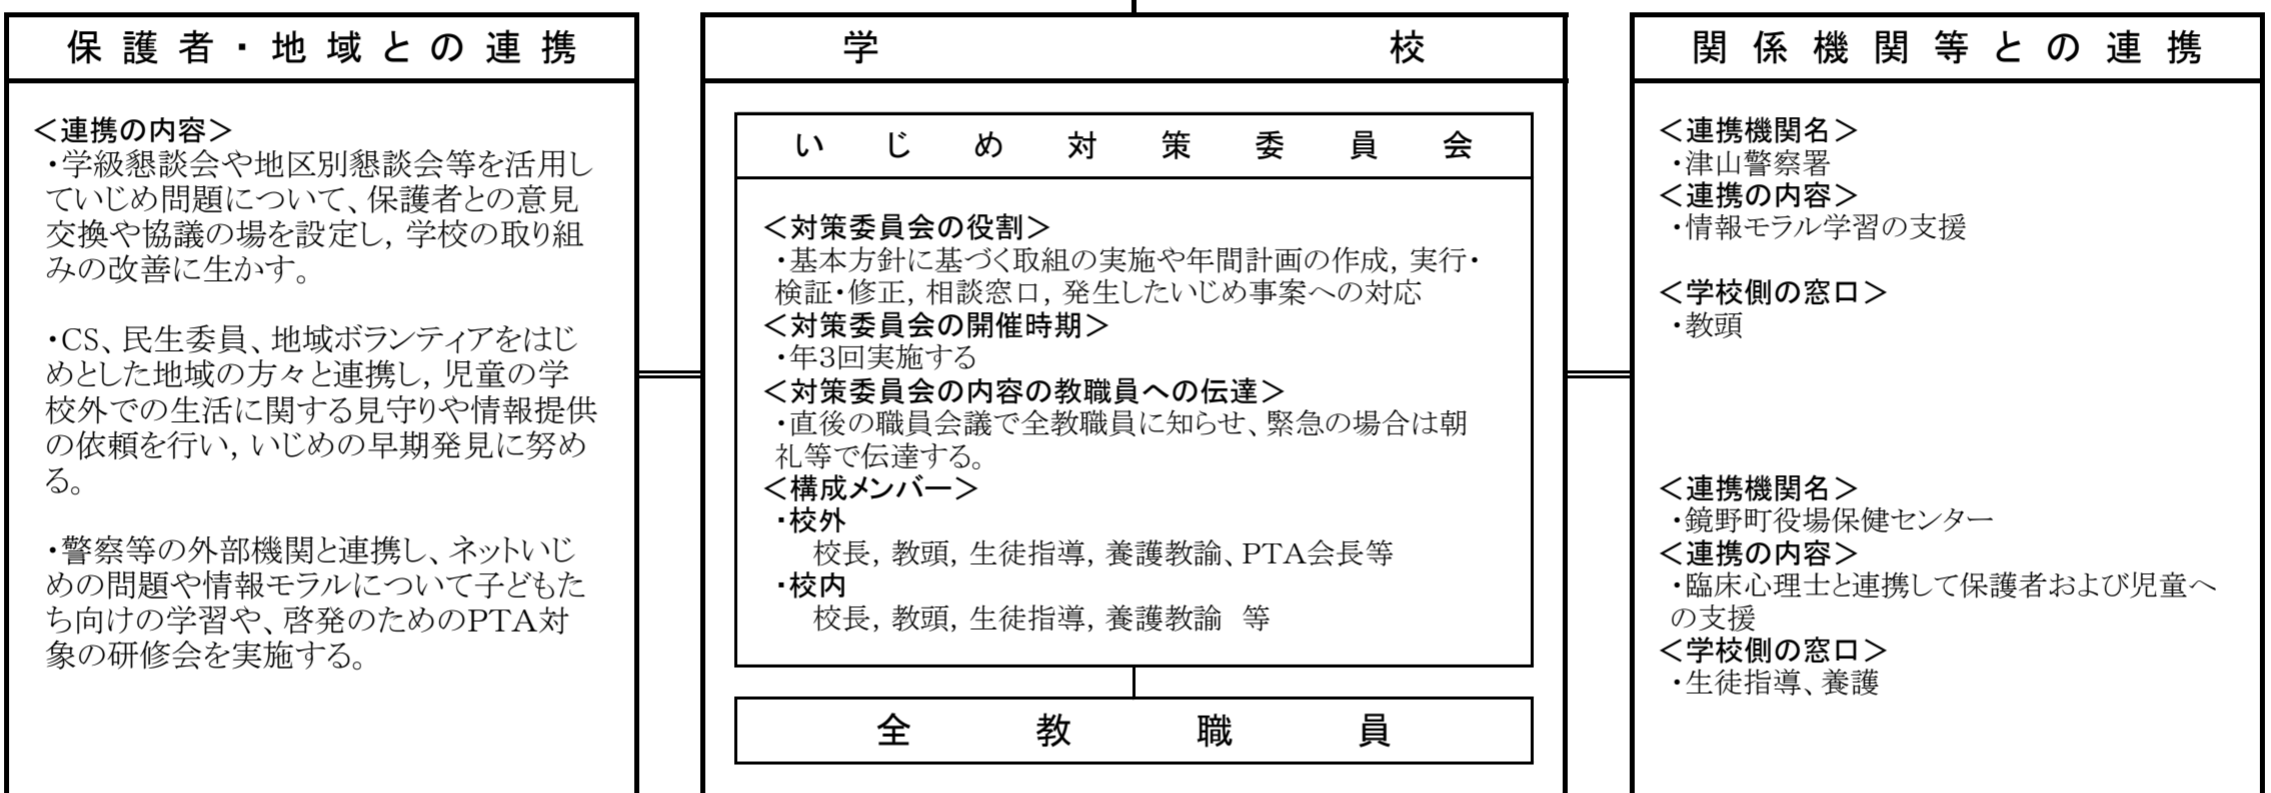 保護者・地域との連携
＜連携の内容＞
・学級懇談会や地区別懇談会等を活用し
ていじめ問題について、保護者との意見
交換や協議の場を設定し，学校の取り組
みの改善に生かす。
・CS、民生委員、地域ボランティアをはじ
めとした地域の方々と連携し，児童の学
校外での生活に関する見守りや情報提供
の依頼を行い，いじめの早期発見に努め
る。
・警察等の外部機関と連携し、ネットいじ
めの問題や情報モラルについて子どもた
ち向けの学習や、啓発のためのPTA対
象の研修会を実施する。
学校
いじめ対策委員会
＜対策委員会の役割＞
・基本方針に基づく取組の実施や年間計画の作成，実行・
検証・修正，相談窓口，発生したいじめ事案への対応
＜対策委員会の開催時期＞
・年3回実施する
＜対策委員会の内容の教職員への伝達＞
・直後の職員会議で全教職員に知らせ、緊急の場合は朝
礼等で伝達する。
＜構成メンバー＞
・校外
校長，教頭，生徒指導，養護教諭、PTA会長等
・校内
校長，教頭，生徒指導，養護教諭　等
全教職員
関係機関等との連携
＜連携機関名＞
・津山警察署
＜連携の内容＞
・情報モラル学習の支援
＜学校側の窓口＞
・教頭
＜連携機関名＞
・鏡野町役場保健センター
＜連携の内容＞
・臨床心理士と連携して保護者および児童へ
の支援
＜学校側の窓口＞
・生徒指導、養護